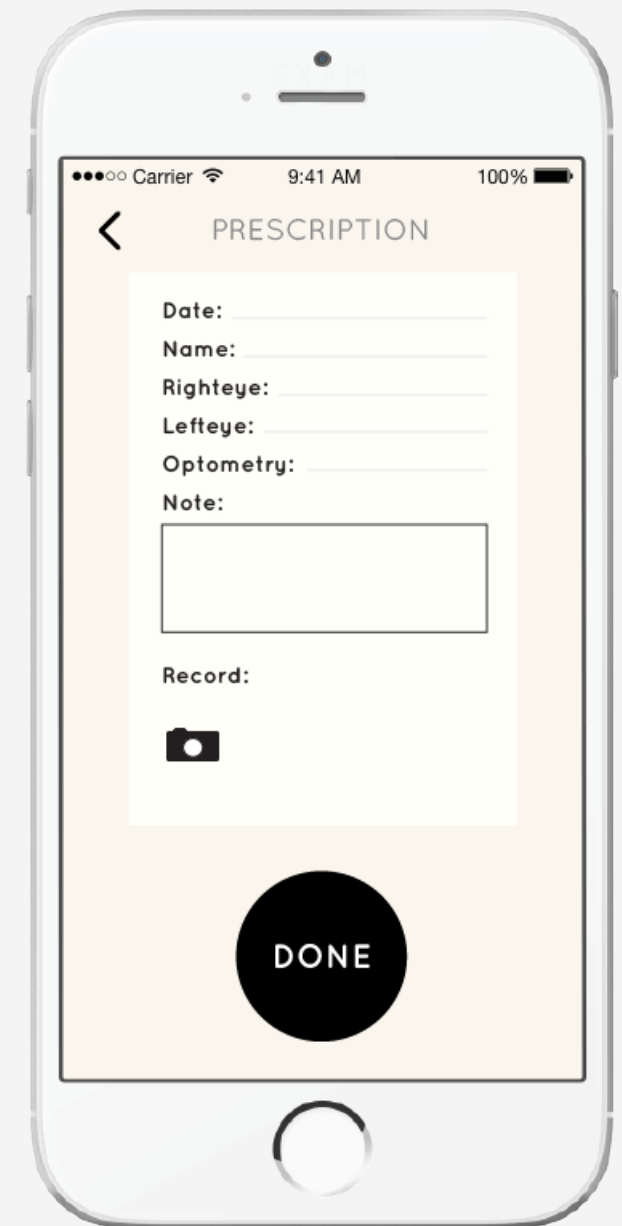 Carrier 9:41 AM 100%
PRESCRIPTION
Date:
Name:
Righteye:
Lefteye:
Optometry:
Note:
Record:
DONE